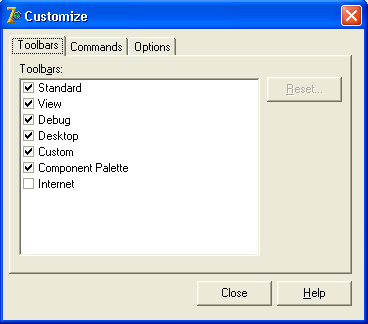 Customize
Toolbars Commands Options
Toolbars:
Standard
Reset...
View
Debug
Desktop
Custom
Component Palette
Internet
Close Help